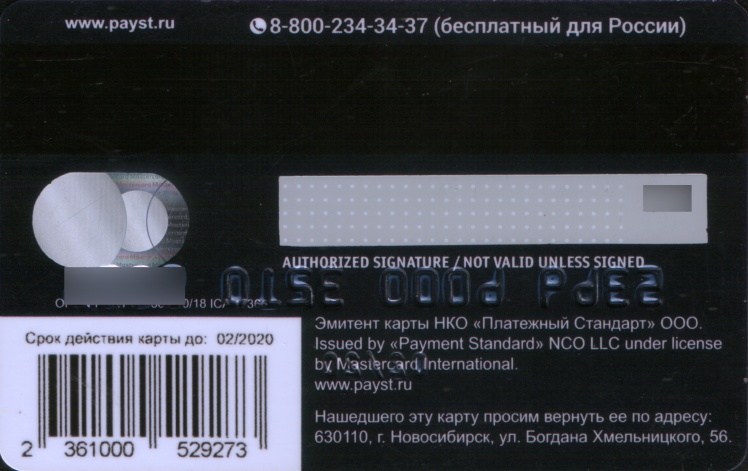 www.payst.ru
8-800-234-34-37 (бесплатный для России)
AUTHORIZED SIGNATURE / NOT VALID UNLESS SIGNED
Эмитент карты НКО «Платежный Стандарт» ООО.
Issued by «Payment Standard» NCO LLC under license
by Mastercard International.
www.payst.ru
Срок действия карты до: 02/2020
2 361000 529273
Нашедшего эту карту просим вернуть ее по адресу:
630110, г. Новосибирск, ул. Богдана Хмельницкого, 56.